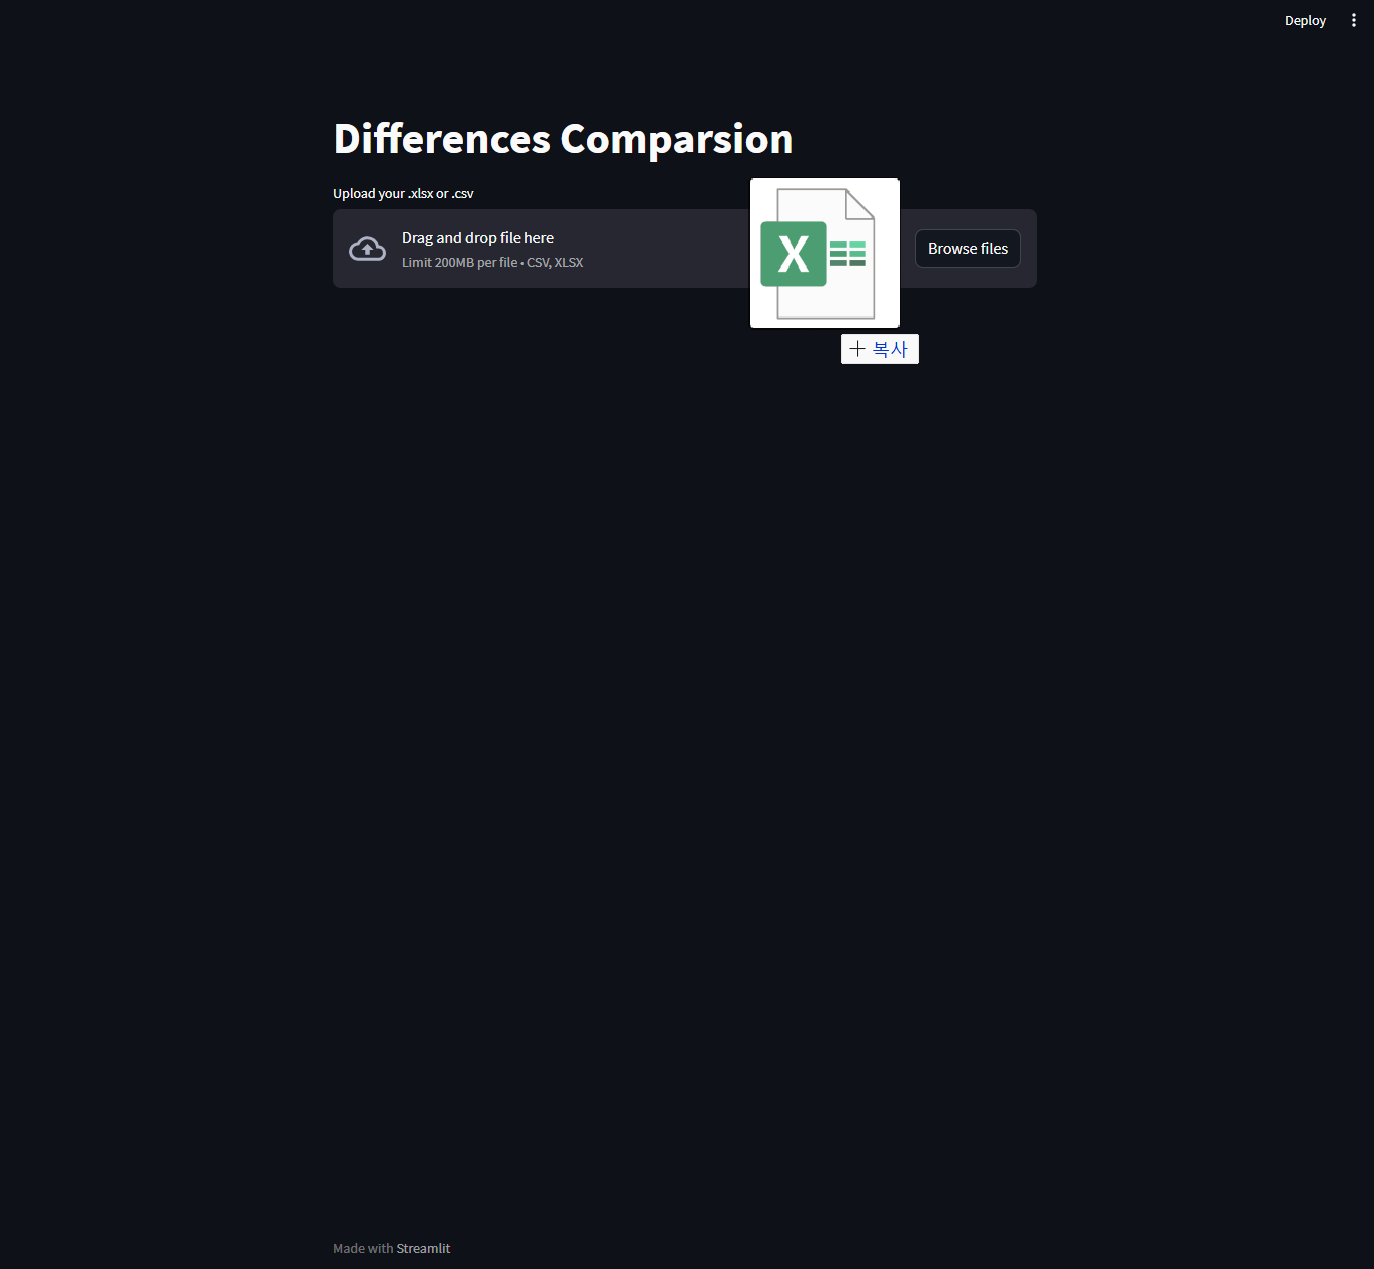 Deploy
Differences Comparsion
Upload your .xlsx or .csv
Drag and drop file here
Limit 200MB per file • CSV, XLSX
X
Browse files
+ 복사
Made with Streamlit